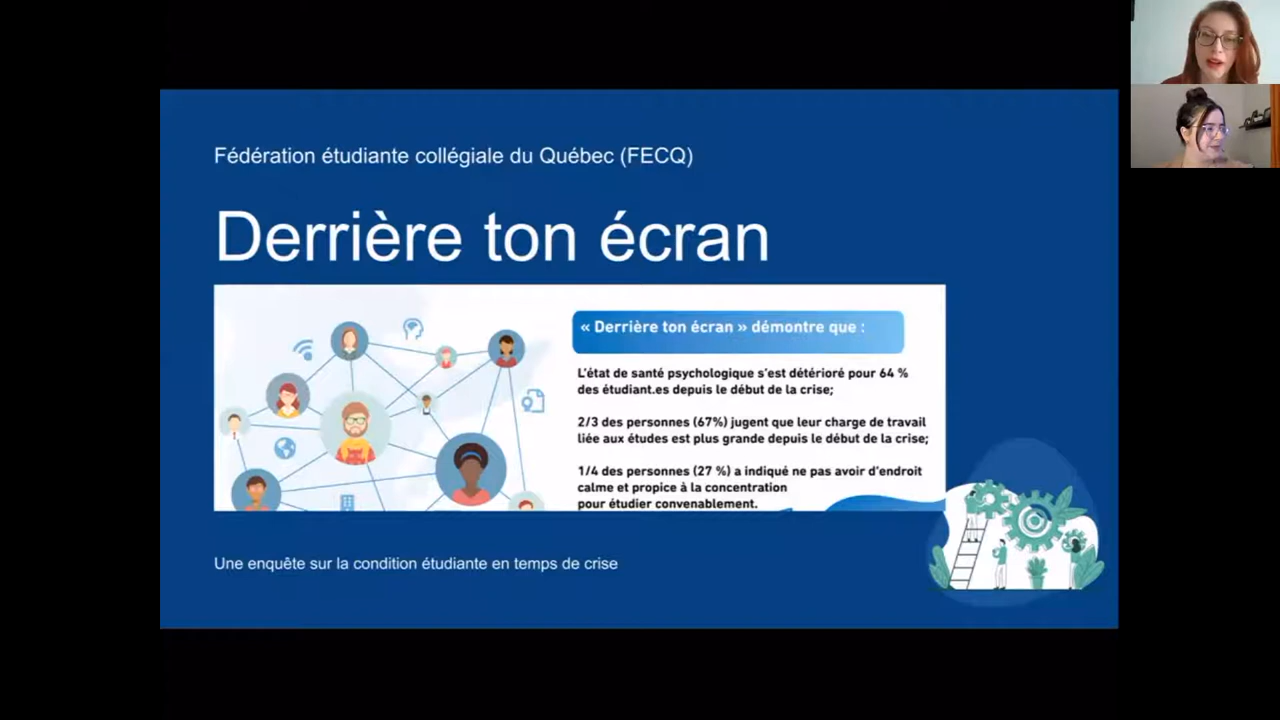 Fédération étudiante collégiale du Québec (FECQ)
Derrière ton écran
« Derrière ton écran » démontre que :
L'état de santé psychologique s'est détérioré pour 64 %
des étudiant.es depuis le début de la crise;
2/3 des personnes (67%) jugent que leur charge de travail
liée aux études est plus grande depuis le début de la crise;
1/4 des personnes (27 %) a indiqué ne pas avoir d'endroit
calme et propice à la concentration
pour étudier convenablement.
Une enquête sur la condition étudiante en temps de crise